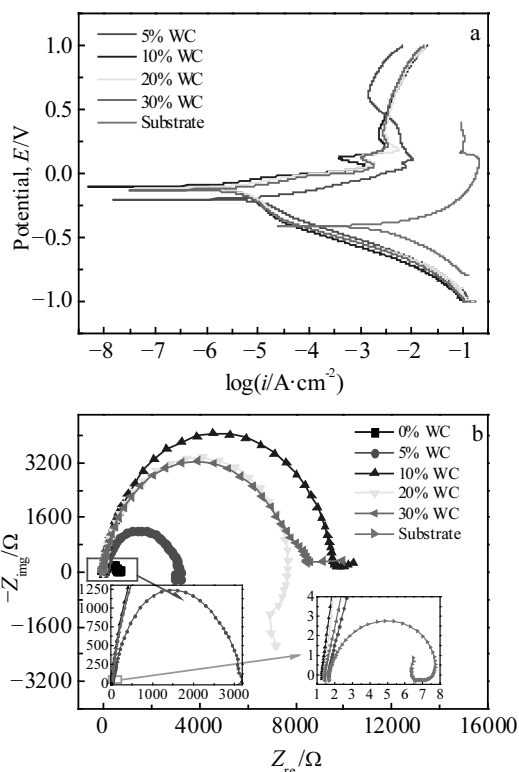 a
5% WC
10% WC
20% WC
30% WC
Substrate
Potential, E/V
1.0
0.5
0.0
−0.5
−1.0
−8 −7 −6 −5 −4 −3 −2 −1
log(i/A·cm⁻²)
b
0% WC
5% WC
10% WC
20% WC
30% WC
Substrate
−Z_img/Ω
3200
1600
0
−1600
−3200
1250
1000
750
500
250
0
0 1000 2000 3000
4
3
2
1
0
1 2 3 4 5 6 7 8
0 4000 8000 12000 16000
Z_re/Ω